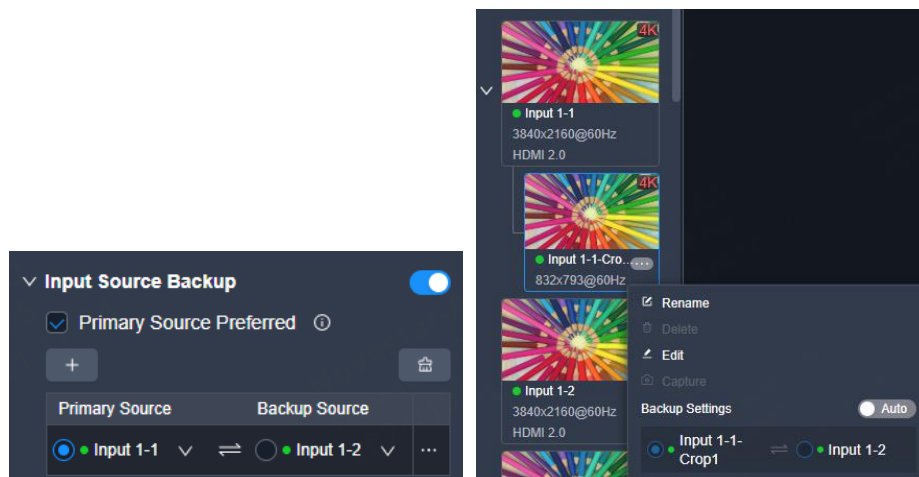 Input Source Backup
Primary Source Preferred
Primary Source Backup Source
Input 1-1 Input 1-2
4K
Input 1-1
3840x2160@60Hz
HDMI 2.0
4K
Input 1-1-Cro...
832x793@60Hz
Input 1-2
3840x2160@60Hz
HDMI 2.0
Rename
Delete
Edit
Capture
Backup Settings Auto
Input 1-1-
Crop1
Input 1-2